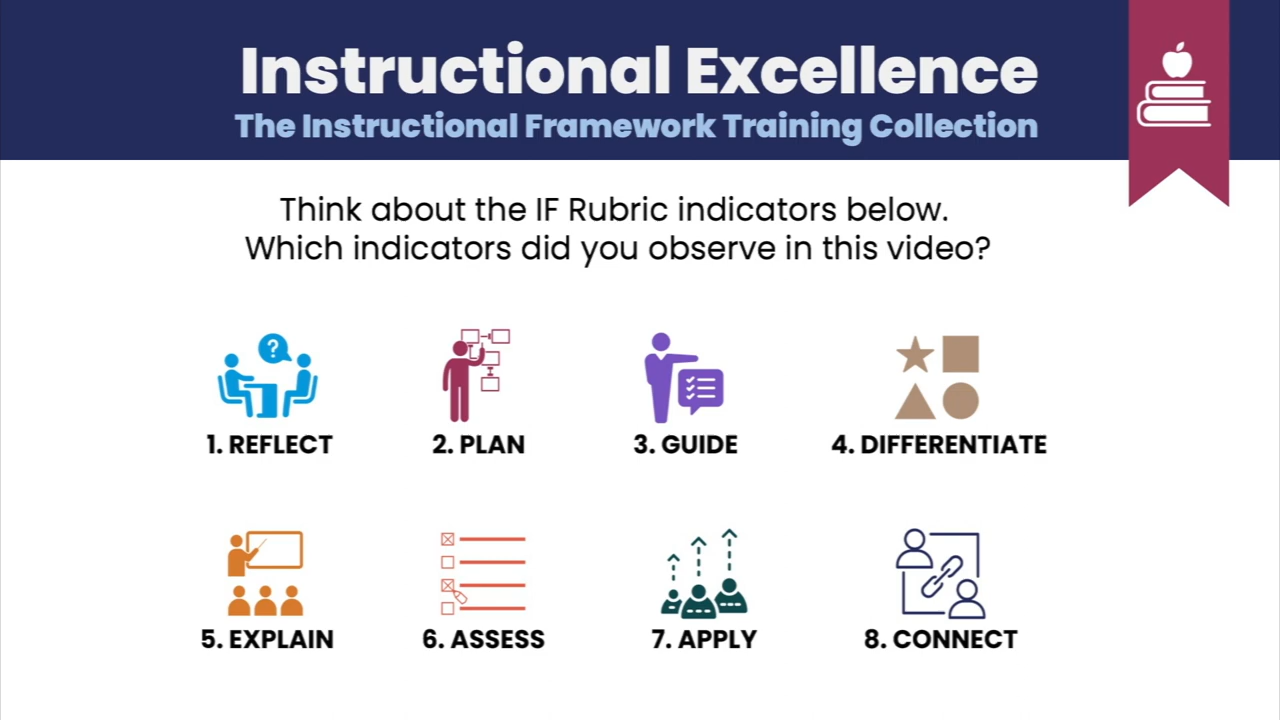 Instructional Excellence
The Instructional Framework Training Collection
Think about the IF Rubric indicators below.
Which indicators did you observe in this video?
?
1. REFLECT
2. PLAN
3. GUIDE
4. DIFFERENTIATE
5. EXPLAIN
6. ASSESS
7. APPLY
8. CONNECT